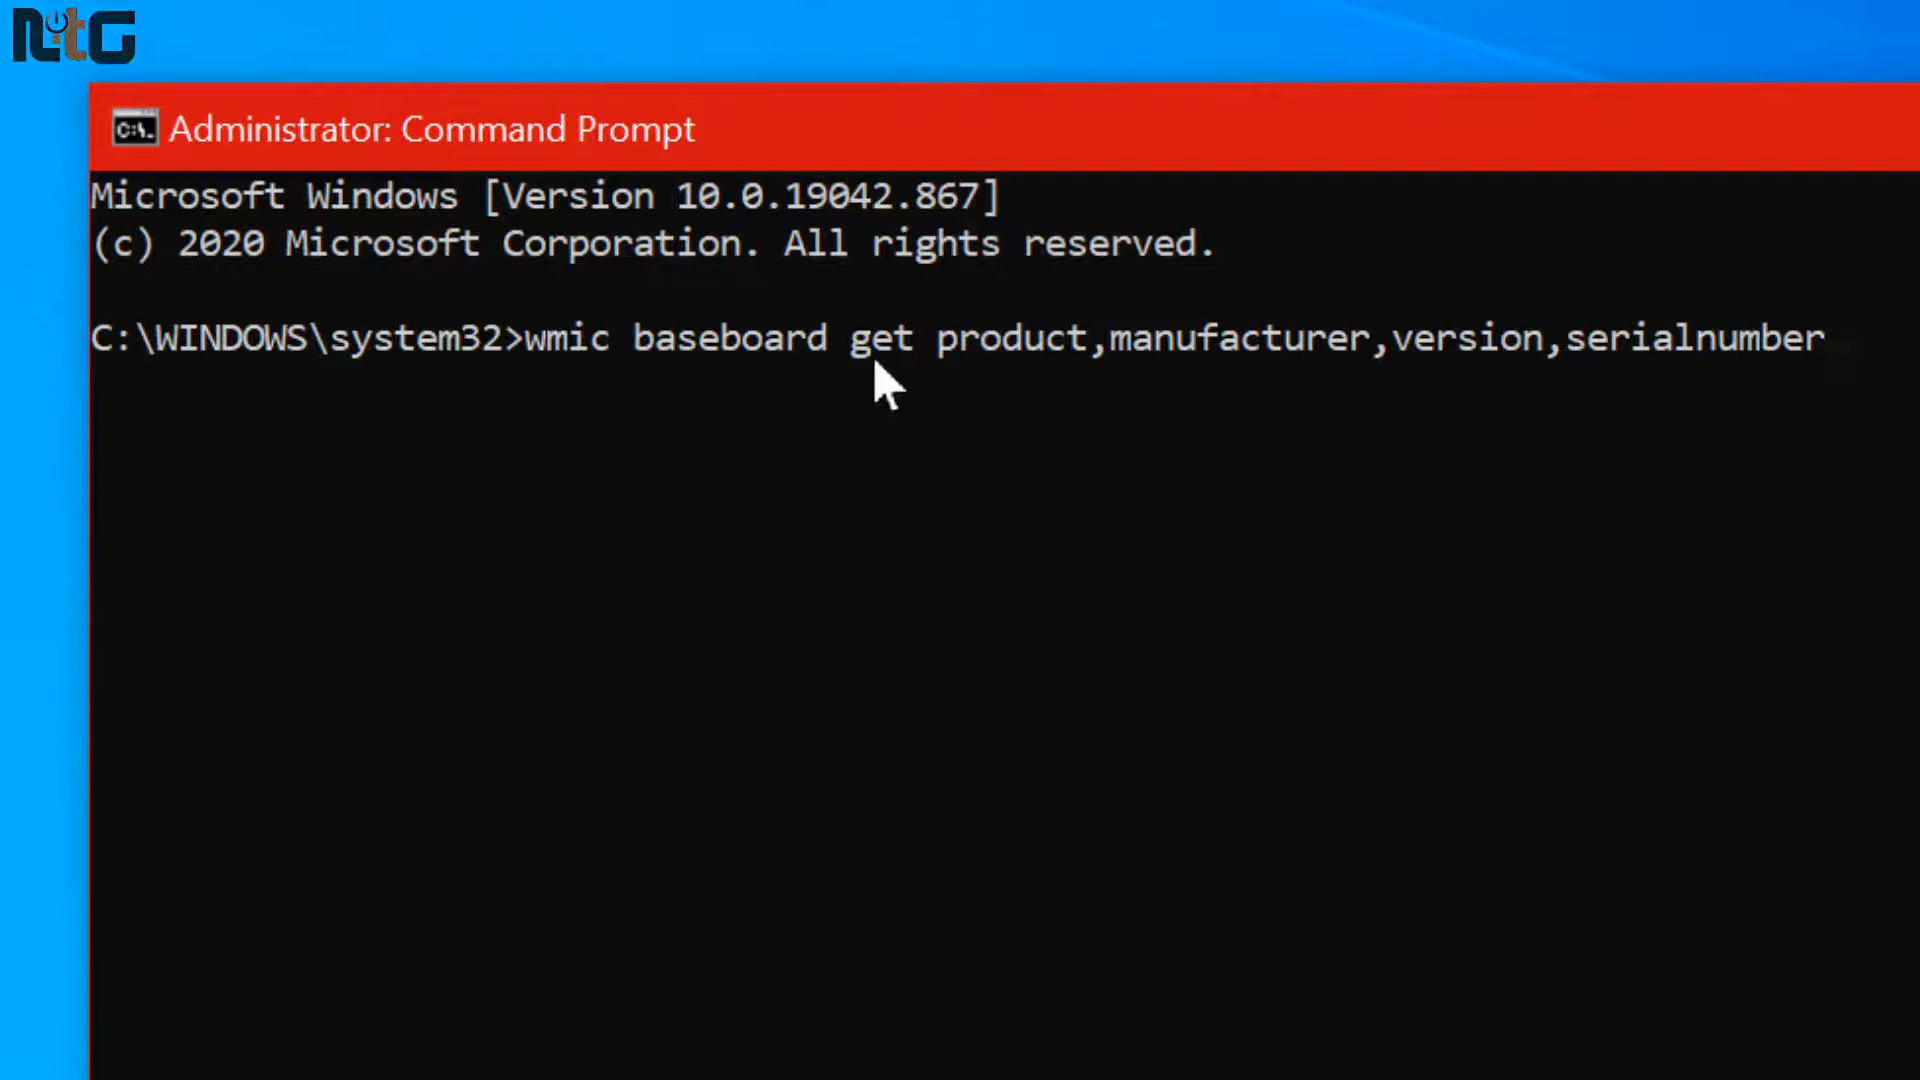 NitG
Administrator: Command Prompt
C:\.
Microsoft Windows [Version 10.0.19042.867]
(c) 2020 Microsoft Corporation. All rights reserved.
C:\WINDOWS\system32>wmic baseboard get product,manufacturer,version,serialnumber